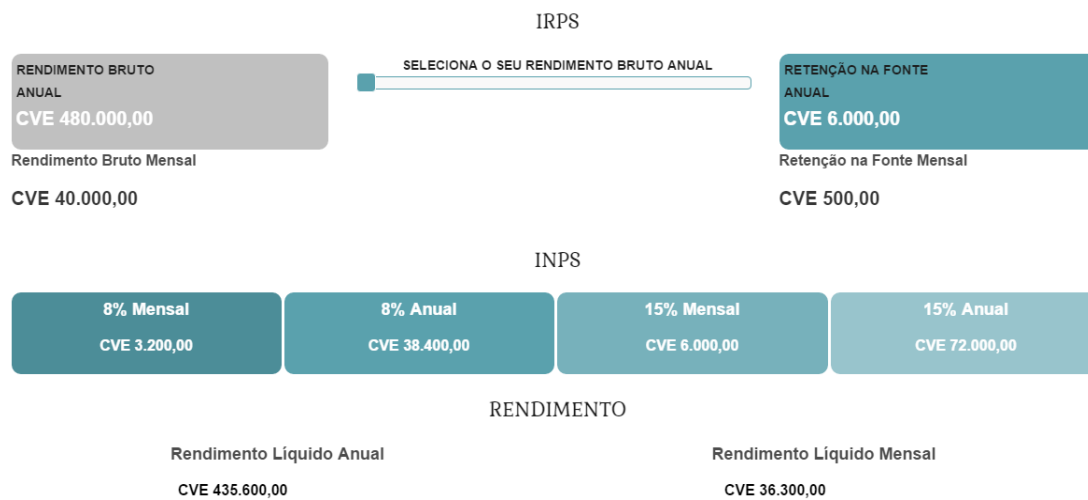 IRPS
RENDIMENTO BRUTO
ANUAL
CVE 480.000,00
Rendimento Bruto Mensal
CVE 40.000,00
SELECIONA O SEU RENDIMENTO BRUTO ANUAL
RETENÇÃO NA FONTE
ANUAL
CVE 6.000,00
Retenção na Fonte Mensal
CVE 500,00
INPS
8% Mensal
CVE 3.200,00
8% Anual
CVE 38.400,00
15% Mensal
CVE 6.000,00
15% Anual
CVE 72.000,00
RENDIMENTO
Rendimento Líquido Anual
CVE 435.600,00
Rendimento Líquido Mensal
CVE 36.300,00